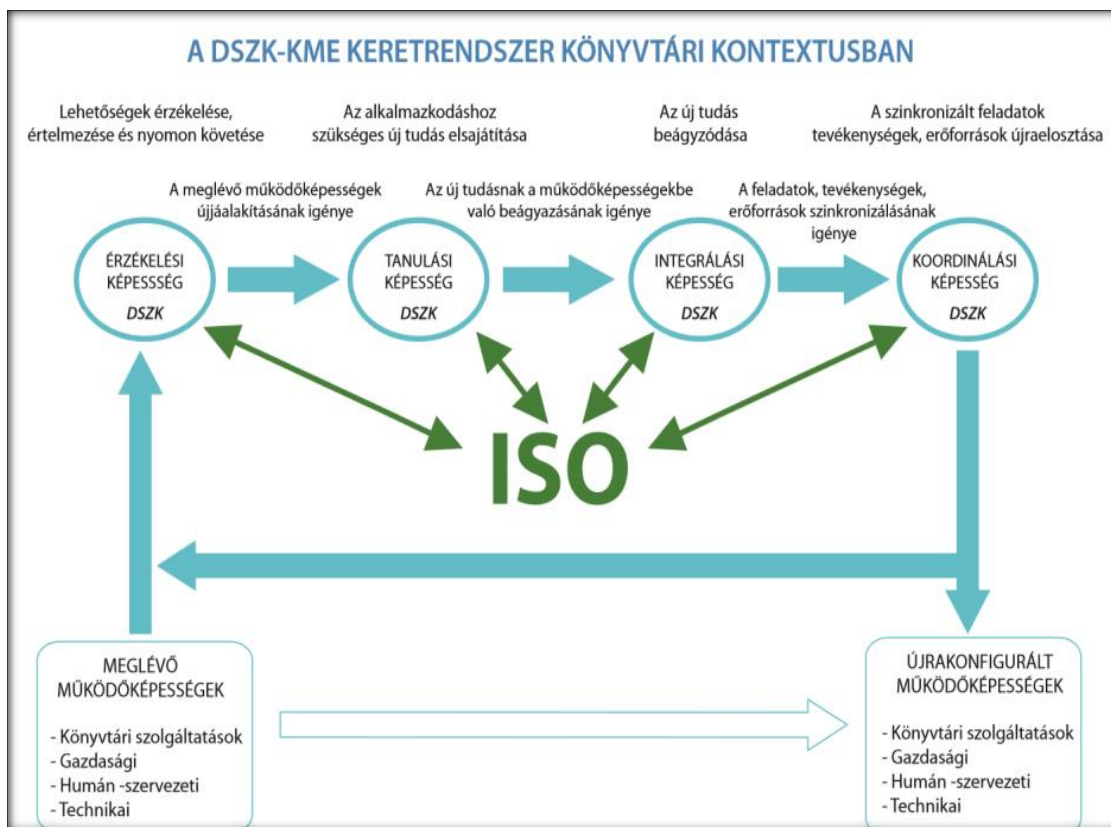 A DSZK-KME KERETRENDSZER KÖNYVTÁRI KONTEXTUSBAN
Lehetőségek érzékelése,
értelmezése és nyomon követése
Az alkalmazkodáshoz
szükséges új tudás elsajátítása
Az új tudás
beágyzódása
A szinkronizált feladatok
tevékenységek, erőforrások újraelosztása
A meglévő működőképességek
újjáalakításának igénye
Az új tudásnak a működőképességekbe
való beágyazásának igénye
A feladatok, tevékenységek,
erőforrások szinkronizálásának
igénye
ÉRZÉKELÉSI
KÉPESSSÉG
DSZK
TANULÁSI
KÉPESSÉG
DSZK
INTEGRÁLÁSI
KÉPESSÉG
DSZK
KOORDINÁLÁSI
KÉPESSÉG
DSZK
ISO
MEGLÉVŐ
MŰKÖDŐKÉPESSÉGEK
- Könyvtári szolgáltatások
- Gazdasági
- Humán -szervezeti
- Technikai
ÚJRAKONFIGURÁLT
MŰKÖDŐKÉPESSÉGEK
- Könyvtári szolgáltatások
- Gazdasági
- Humán -szervezeti
- Technikai